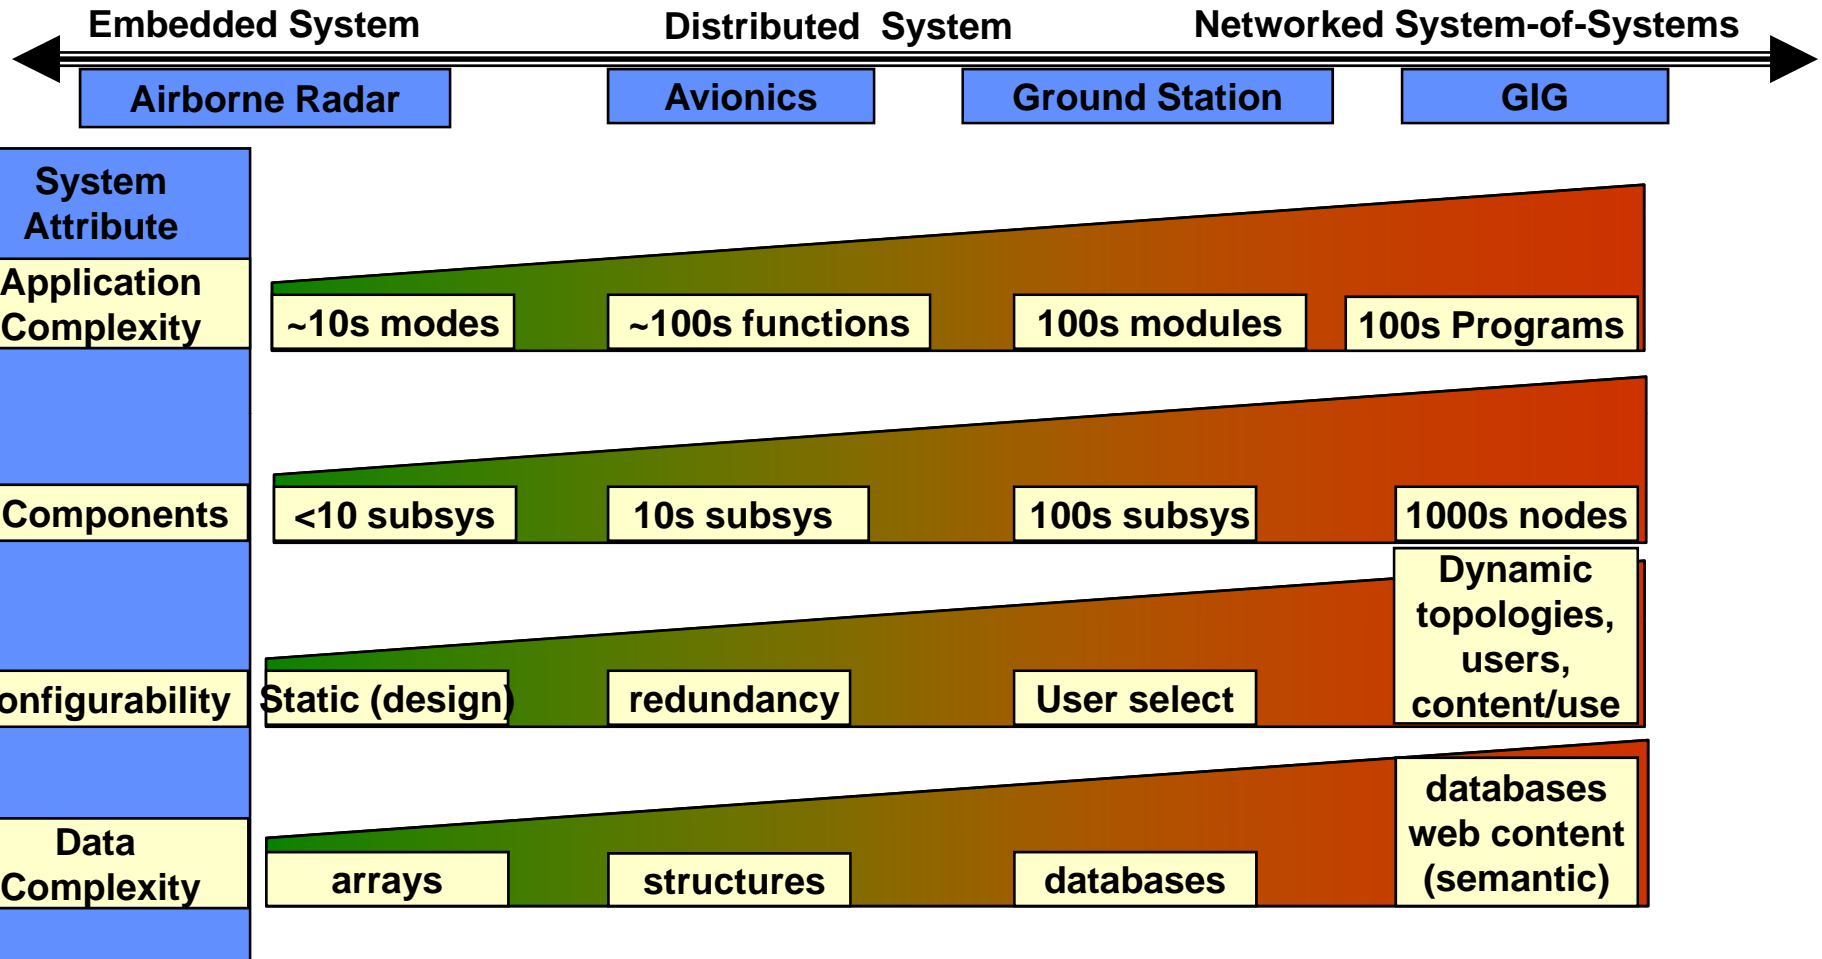 Embedded System
Distributed System
Networked System-of-Systems
Airborne Radar
Avionics
Ground Station
GIG
System
Attribute
Application
Complexity
~10s modes
~100s functions
100s modules
100s Programs
Components
<10 subsys
10s subsys
100s subsys
1000s nodes
onfigurability
Static (design)
redundancy
User select
Dynamic
topologies,
users,
content/use
Data
Complexity
arrays
structures
databases
databases
web content
(semantic)